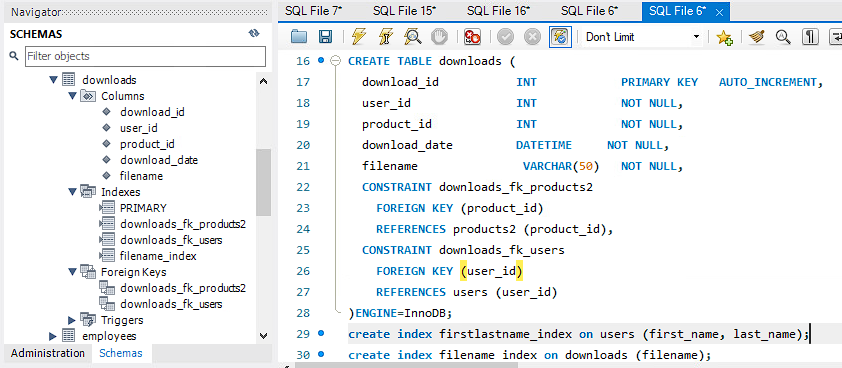 Navigator
SCHEMAS
Filter objects
downloads
Columns
download_id
user_id
product_id
download_date
filename
Indexes
PRIMARY
downloads_fk_products2
downloads_fk_users
filename_index
Foreign Keys
downloads_fk_products2
downloads_fk_users
Triggers
employees
Administration Schemas
SQL File 7* SQL File 15* SQL File 16* SQL File 6* SQL File 6* ×
Don't Limit
16 CREATE TABLE downloads (
17 download_id INT PRIMARY KEY AUTO_INCREMENT,
18 user_id INT NOT NULL,
19 product_id INT NOT NULL,
20 download_date DATETIME NOT NULL,
21 filename VARCHAR(50) NOT NULL,
22 CONSTRAINT downloads_fk_products2
23 FOREIGN KEY (product_id)
24 REFERENCES products2 (product_id),
25 CONSTRAINT downloads_fk_users
26 FOREIGN KEY (user_id)
27 REFERENCES users (user_id)
28 )ENGINE=InnoDB;
29 create index firstlastname_index on users (first_name, last_name);
30 create index filename_index on downloads (filename);